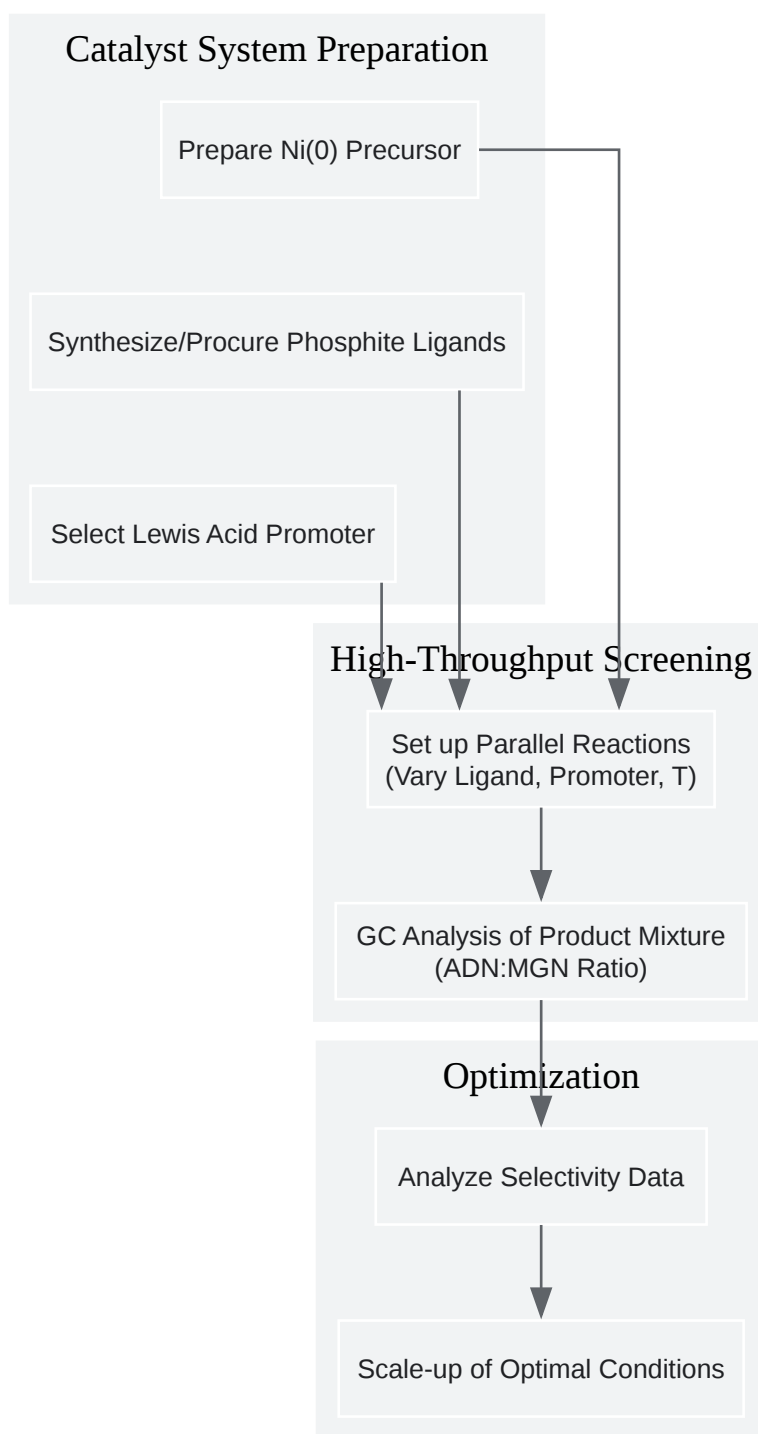 Catalyst System Preparation
Prepare Ni(0) Precursor
Synthesize/Procure Phosphite Ligands
Select Lewis Acid Promoter
High-Throughput Screening
Set up Parallel Reactions
(Vary Ligand, Promoter, T)
GC Analysis of Product Mixture
(ADN:MGN Ratio)
Optimization
Analyze Selectivity Data
Scale-up of Optimal Conditions